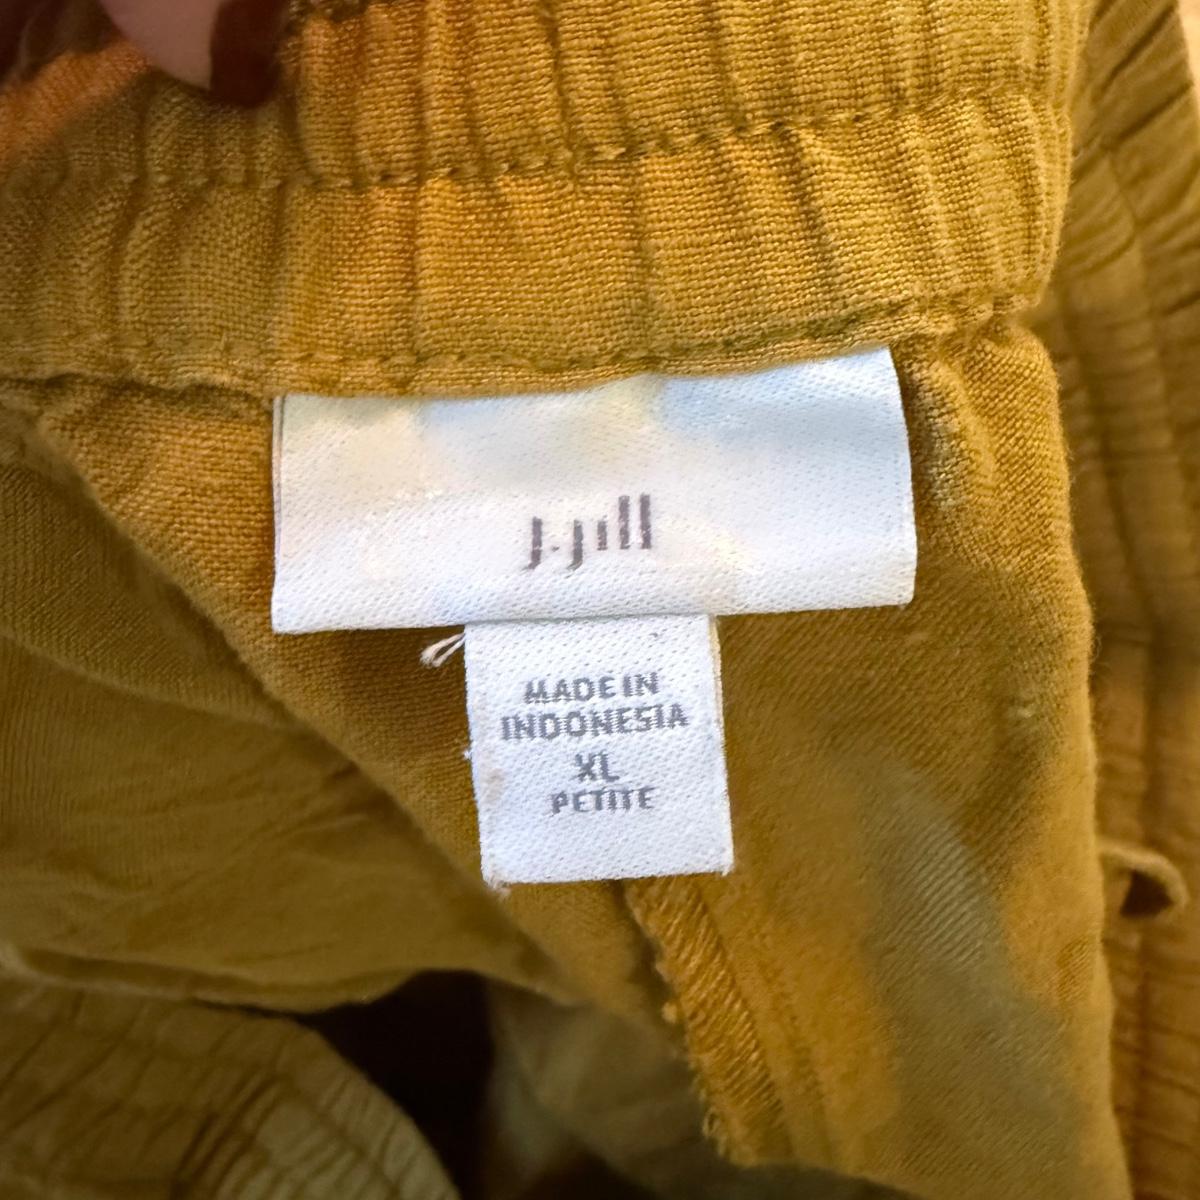 J.Jill
MADE IN
INDONESIA
XL
PETITE